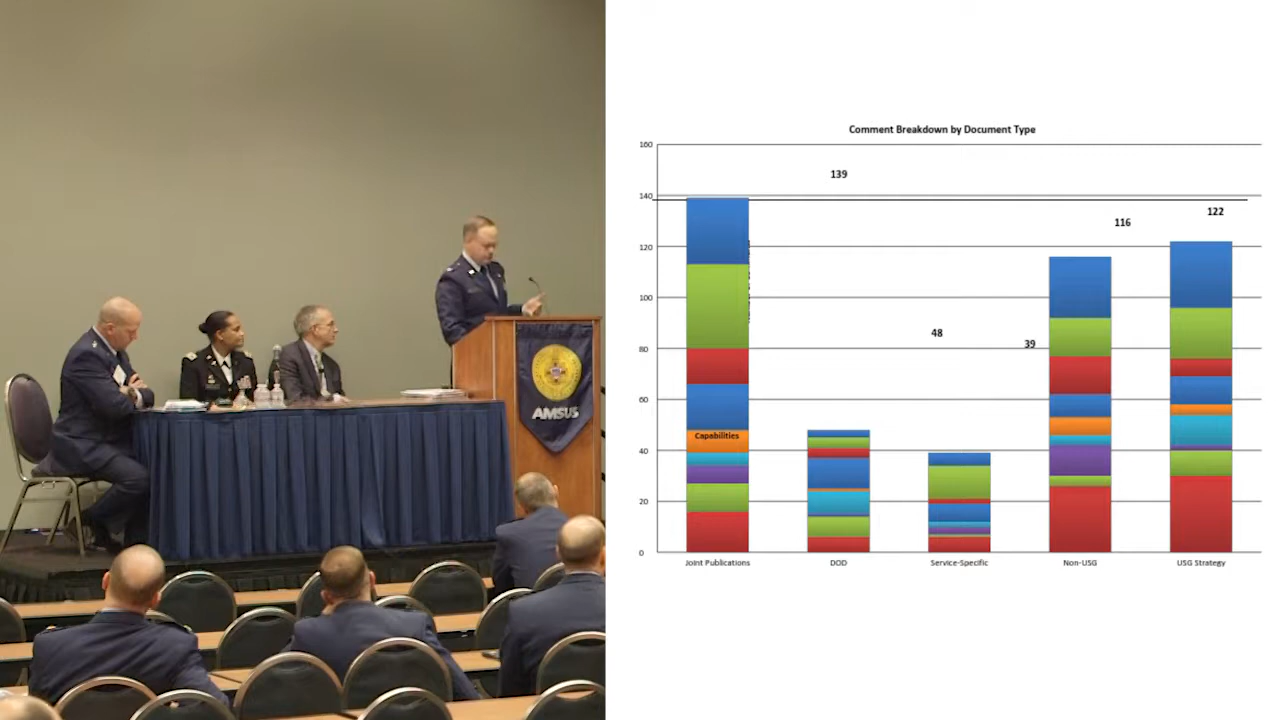 AMSUS
Comment Breakdown by Document Type
160
140
120
100
80
60
40
20
0
139
48
39
116
122
Capabilities
Joint Publications
DOD
Service-Specific
Non-USG
USG Strategy